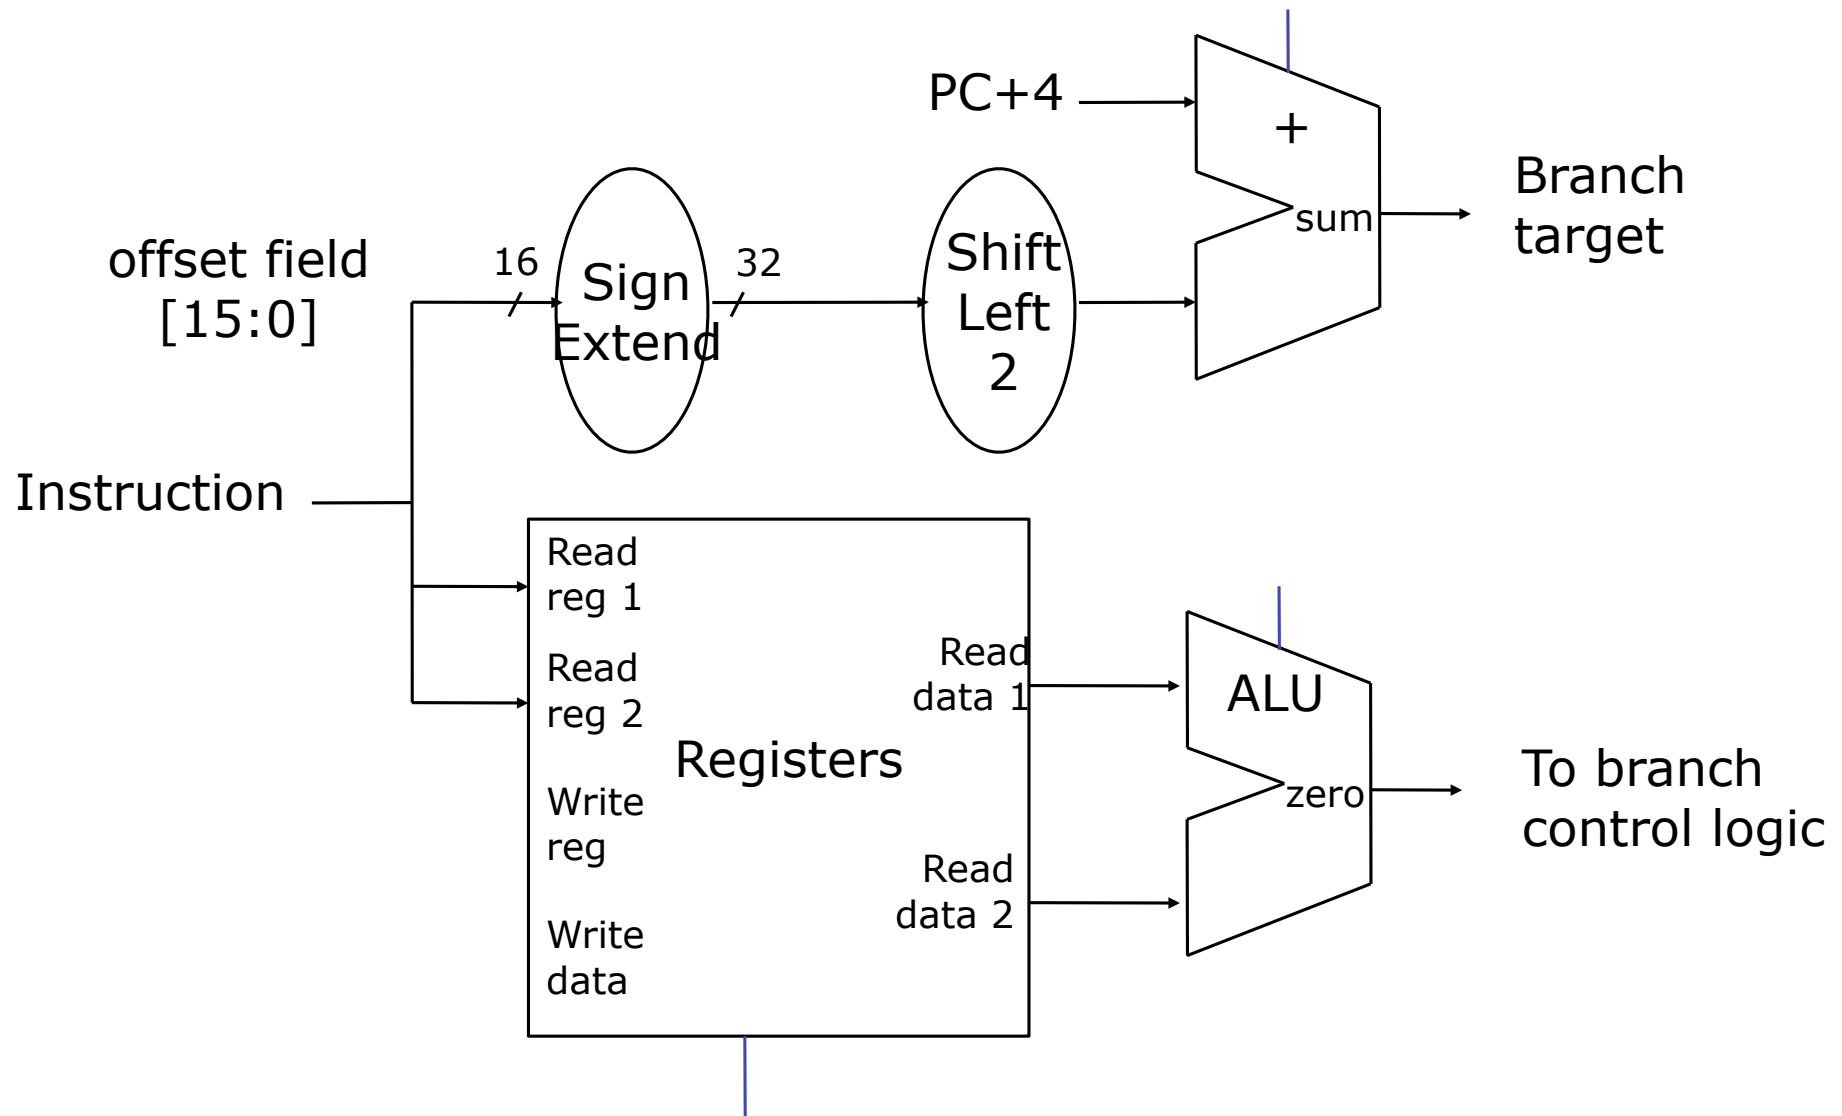 PC+4
+
sum
Branch
target
offset field
[15:0]
16
Sign
Extend
32
Shift
Left
2
Instruction
Read
reg 1
Read
reg 2
Registers
Write
reg
Write
data
Read
data 1
Read
data 2
ALU
zero
To branch
control logic